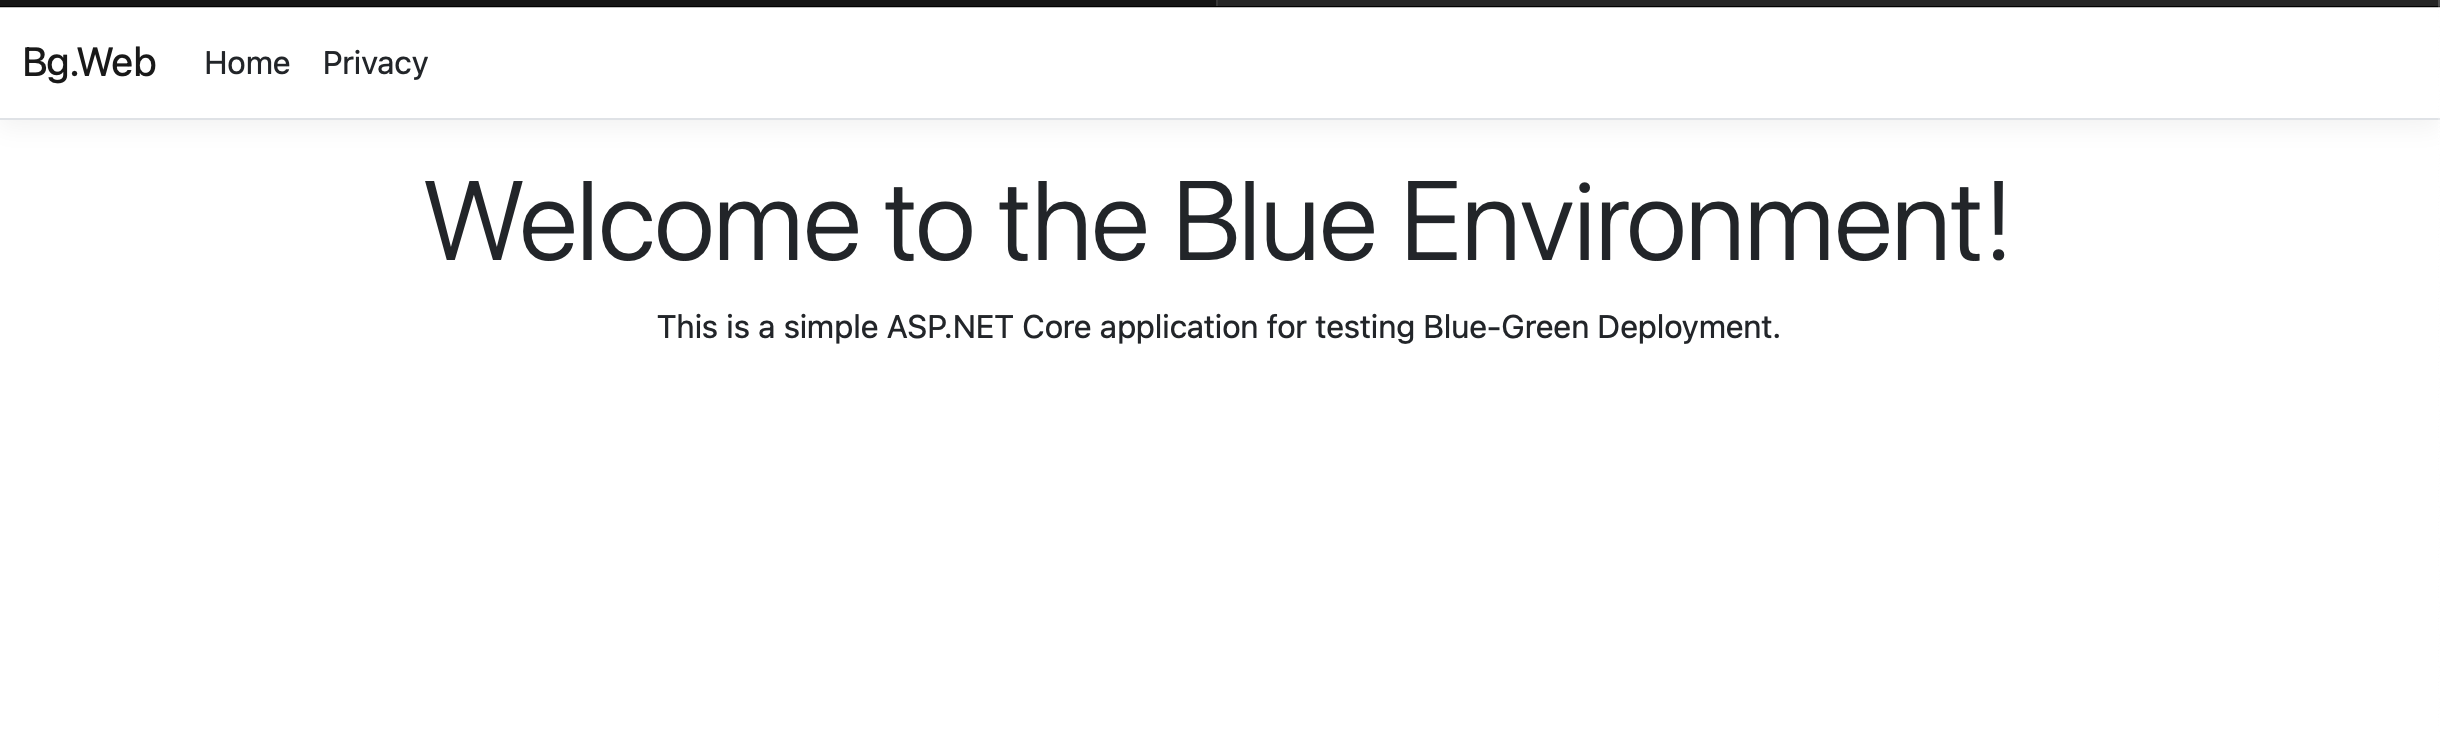 Bg.Web Home Privacy
Welcome to the Blue Environment!
This is a simple ASP.NET Core application for testing Blue-Green Deployment.